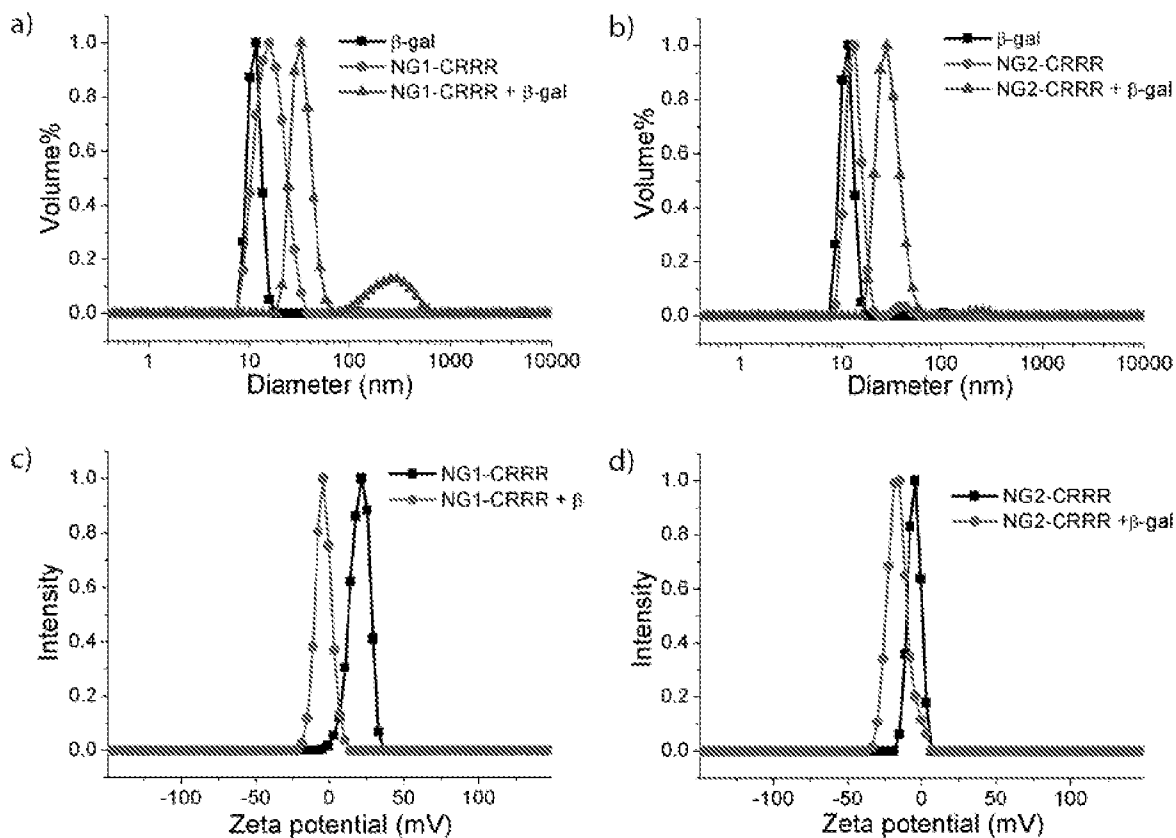 a)
Volume%
1.0
0.8
0.6
0.4
0.2
0.0
β-gal
NG1-CRRR
NG1-CRRR + β-gal
1 10 100 1000 10000
Diameter (nm)
b)
Volume%
1.0
0.8
0.6
0.4
0.2
0.0
β-gal
NG2-CRRR
NG2-CRRR + β-gal
1 10 100 1000 10000
Diameter (nm)
c)
Intensity
1.0
0.8
0.6
0.4
0.2
0.0
NG1-CRRR
NG1-CRRR + β
-100 -50 0 50 100
Zeta potential (mV)
d)
Intensity
1.0
0.8
0.6
0.4
0.2
0.0
NG2-CRRR
NG2-CRRR +β-gal
-100 -50 0 50 100
Zeta potential (mV)